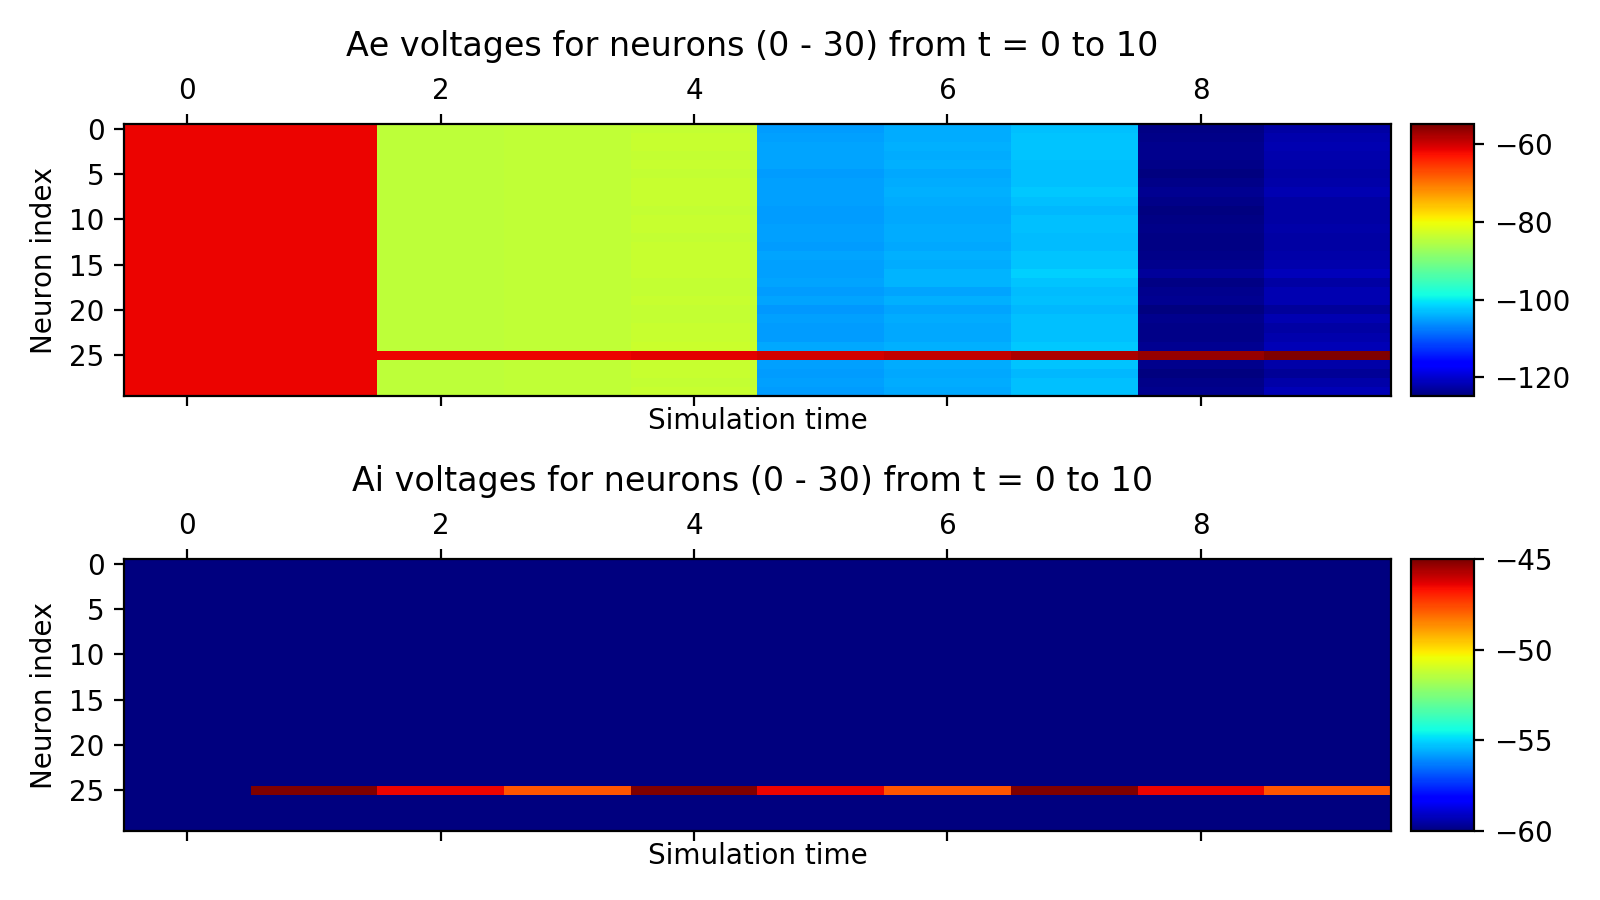 Ae voltages for neurons (0 - 30) from t = 0 to 10
0 2 4 6 8
Neuron index
0
5
10
15
20
25
−60
−80
−100
−120
Simulation time
Ai voltages for neurons (0 - 30) from t = 0 to 10
0 2 4 6 8
Neuron index
0
5
10
15
20
25
−45
−50
−55
−60
Simulation time